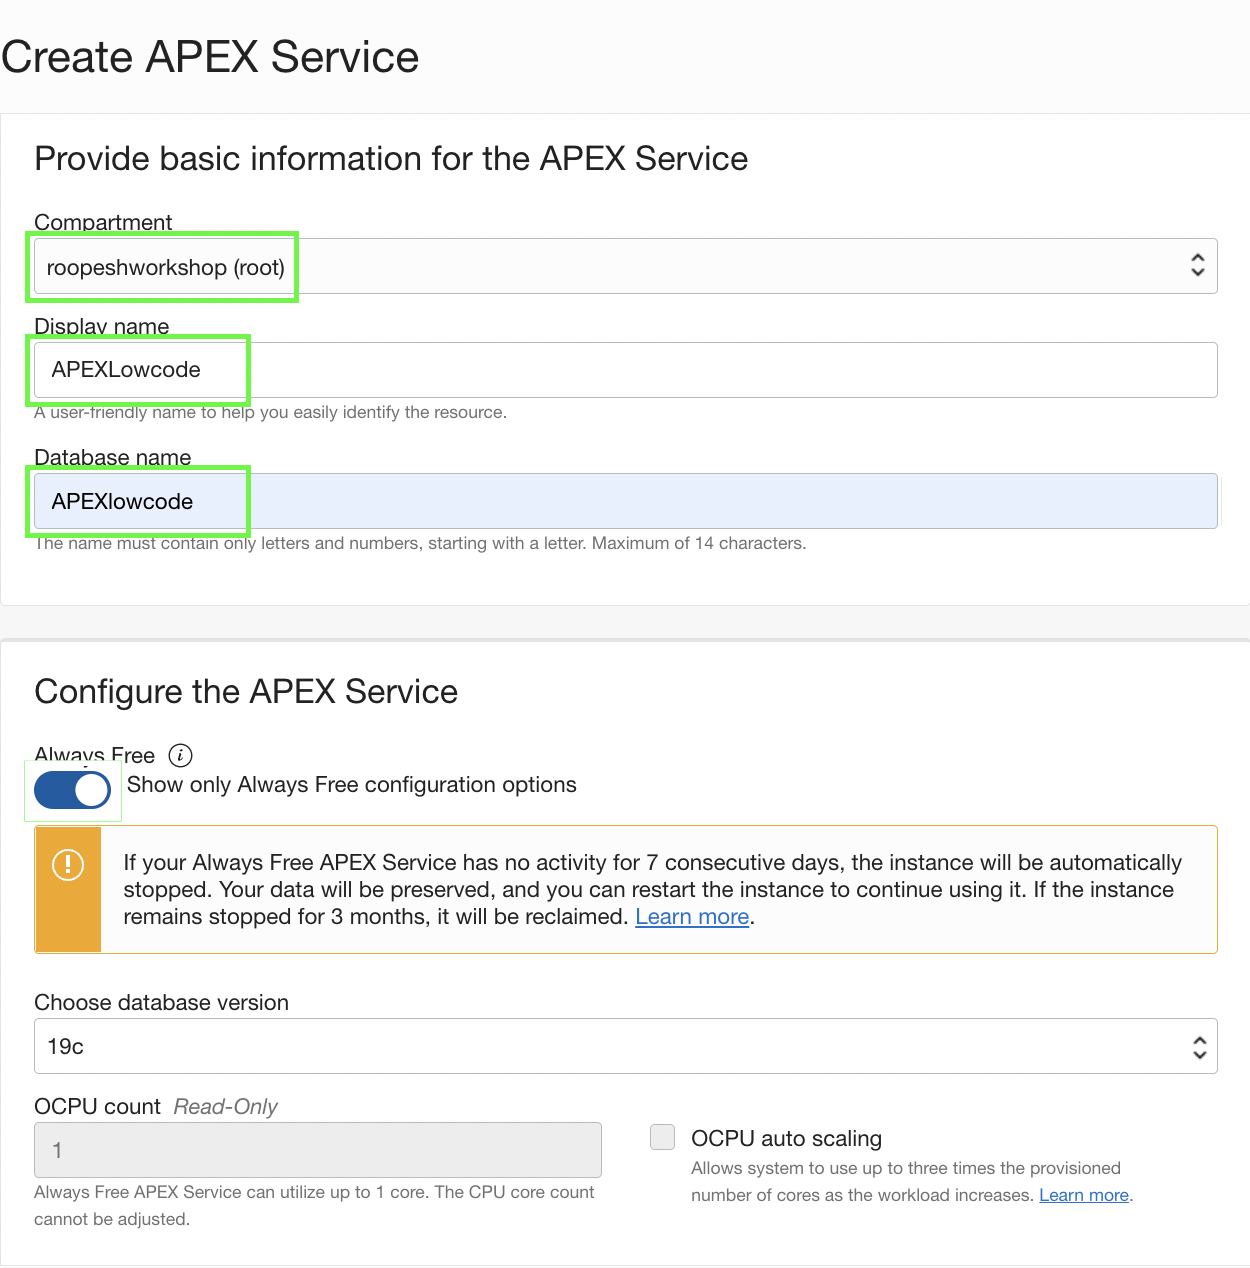 Create APEX Service
Provide basic information for the APEX Service
Compartment
roopeshworkshop (root)
Display name
APEXLowcode
A user-friendly name to help you easily identify the resource.
Database name
APEXlowcode
The name must contain only letters and numbers, starting with a letter. Maximum of 14 characters.
Configure the APEX Service
Always Free
Show only Always Free configuration options
If your Always Free APEX Service has no activity for 7 consecutive days, the instance will be automatically
stopped. Your data will be preserved, and you can restart the instance to continue using it. If the instance
remains stopped for 3 months, it will be reclaimed. Learn more.
Choose database version
19c
OCPU count Read-Only
1
Always Free APEX Service can utilize up to 1 core. The CPU core count
cannot be adjusted.
OCPU auto scaling
Allows system to use up to three times the provisioned
number of cores as the workload increases. Learn more.